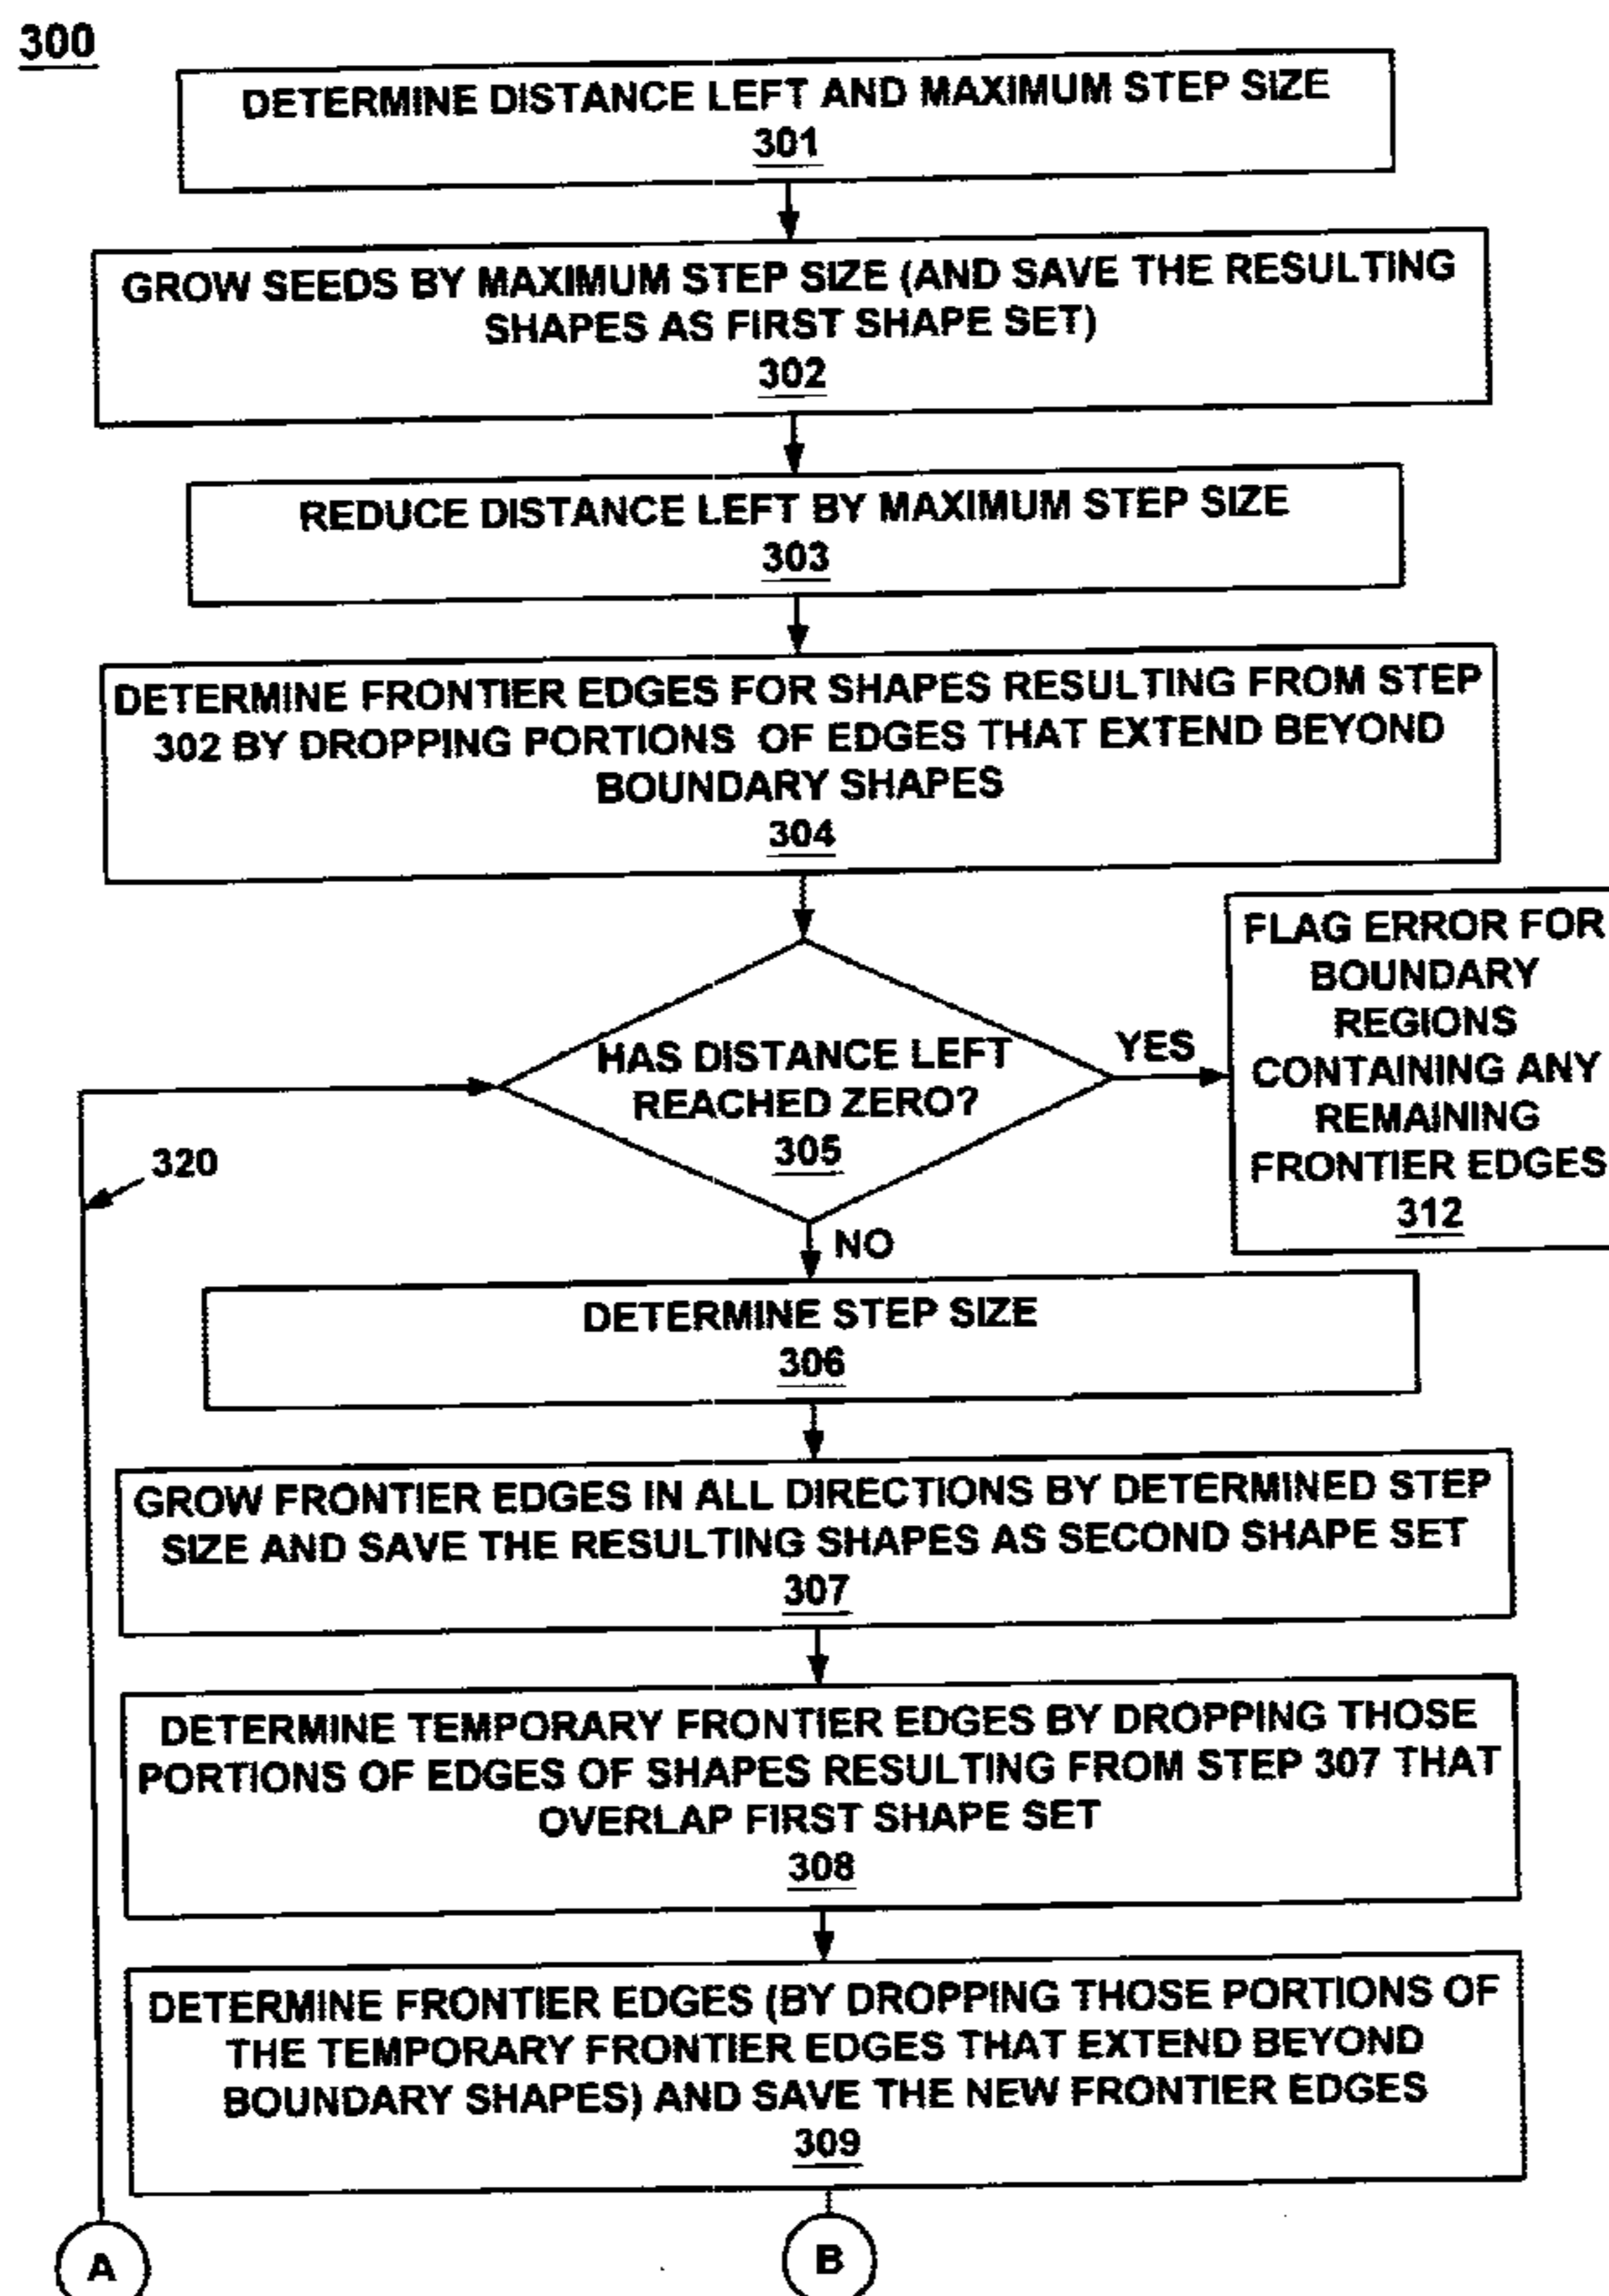 300
DETERMINE DISTANCE LEFT AND MAXIMUM STEP SIZE
301
GROW SEEDS BY MAXIMUM STEP SIZE (AND SAVE THE RESULTING
SHAPES AS FIRST SHAPE SET)
302
REDUCE DISTANCE LEFT BY MAXIMUM STEP SIZE
303
DETERMINE FRONTIER EDGES FOR SHAPES RESULTING FROM STEP
302 BY DROPPING PORTIONS OF EDGES THAT EXTEND BEYOND
BOUNDARY SHAPES
304
HAS DISTANCE LEFT
REACHED ZERO?
305
YES
FLAG ERROR FOR
BOUNDARY
REGIONS
CONTAINING ANY
REMAINING
FRONTIER EDGES
312
320
NO
DETERMINE STEP SIZE
306
GROW FRONTIER EDGES IN ALL DIRECTIONS BY DETERMINED STEP
SIZE AND SAVE THE RESULTING SHAPES AS SECOND SHAPE SET
307
DETERMINE TEMPORARY FRONTIER EDGES BY DROPPING THOSE
PORTIONS OF EDGES OF SHAPES RESULTING FROM STEP 307 THAT
OVERLAP FIRST SHAPE SET
308
DETERMINE FRONTIER EDGES (BY DROPPING THOSE PORTIONS OF
THE TEMPORARY FRONTIER EDGES THAT EXTEND BEYOND
BOUNDARY SHAPES) AND SAVE THE NEW FRONTIER EDGES
309
A
B